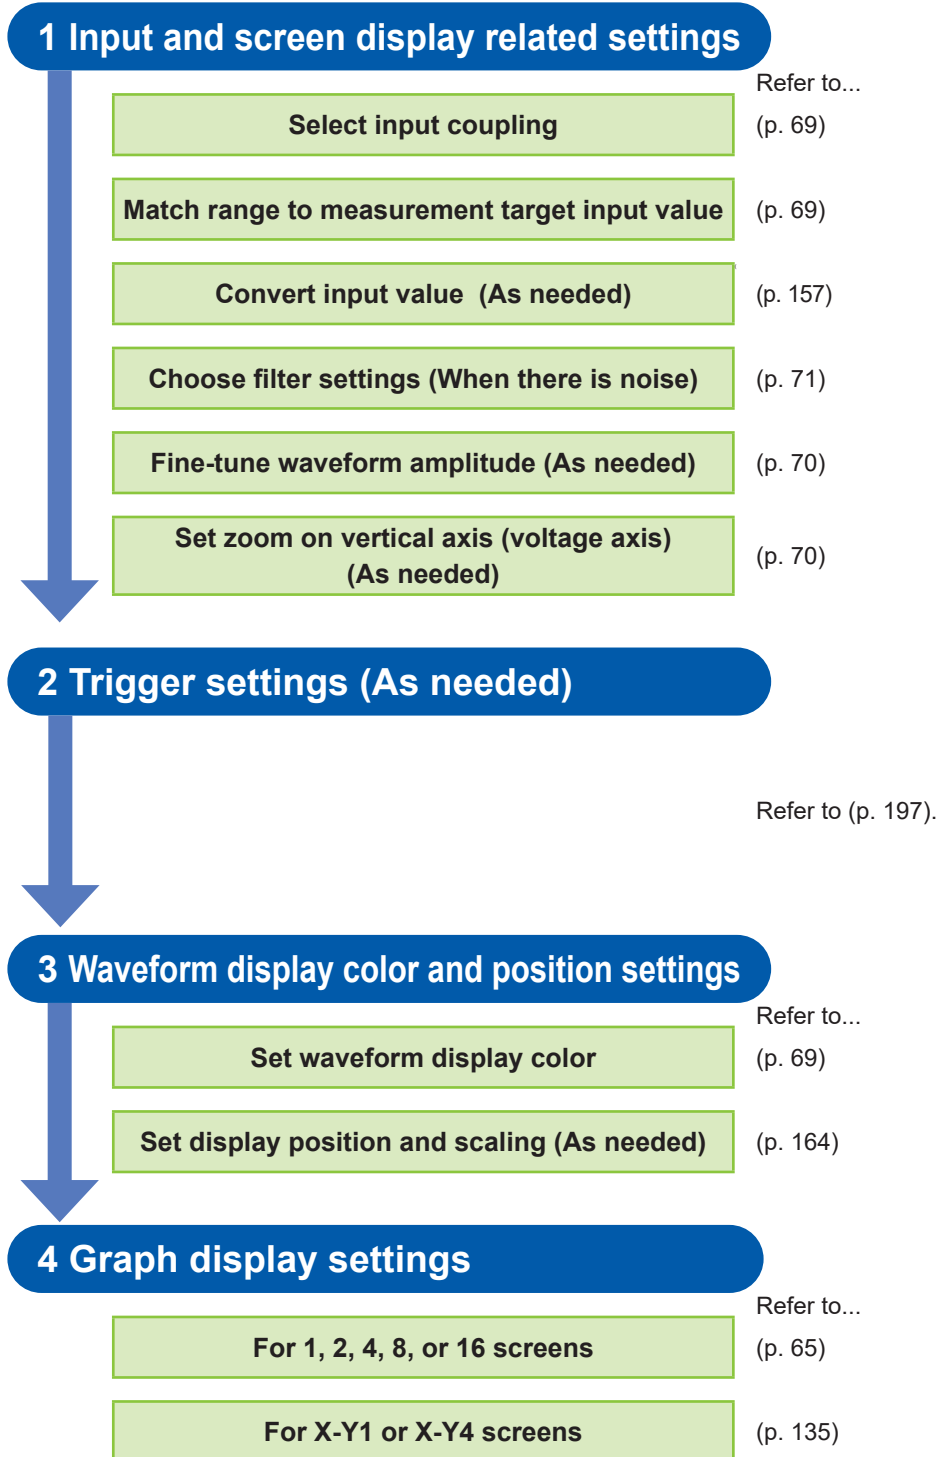 1 Input and screen display related settings
Refer to...
Select input coupling
(p. 69)
Match range to measurement target input value
(p. 69)
Convert input value (As needed)
(p. 157)
Choose filter settings (When there is noise)
(p. 71)
Fine-tune waveform amplitude (As needed)
(p. 70)
Set zoom on vertical axis (voltage axis)
(As needed)
(p. 70)
2 Trigger settings (As needed)
Refer to (p. 197).
3 Waveform display color and position settings
Refer to...
Set waveform display color
(p. 69)
Set display position and scaling (As needed)
(p. 164)
4 Graph display settings
Refer to...
For 1, 2, 4, 8, or 16 screens
(p. 65)
For X-Y1 or X-Y4 screens
(p. 135)